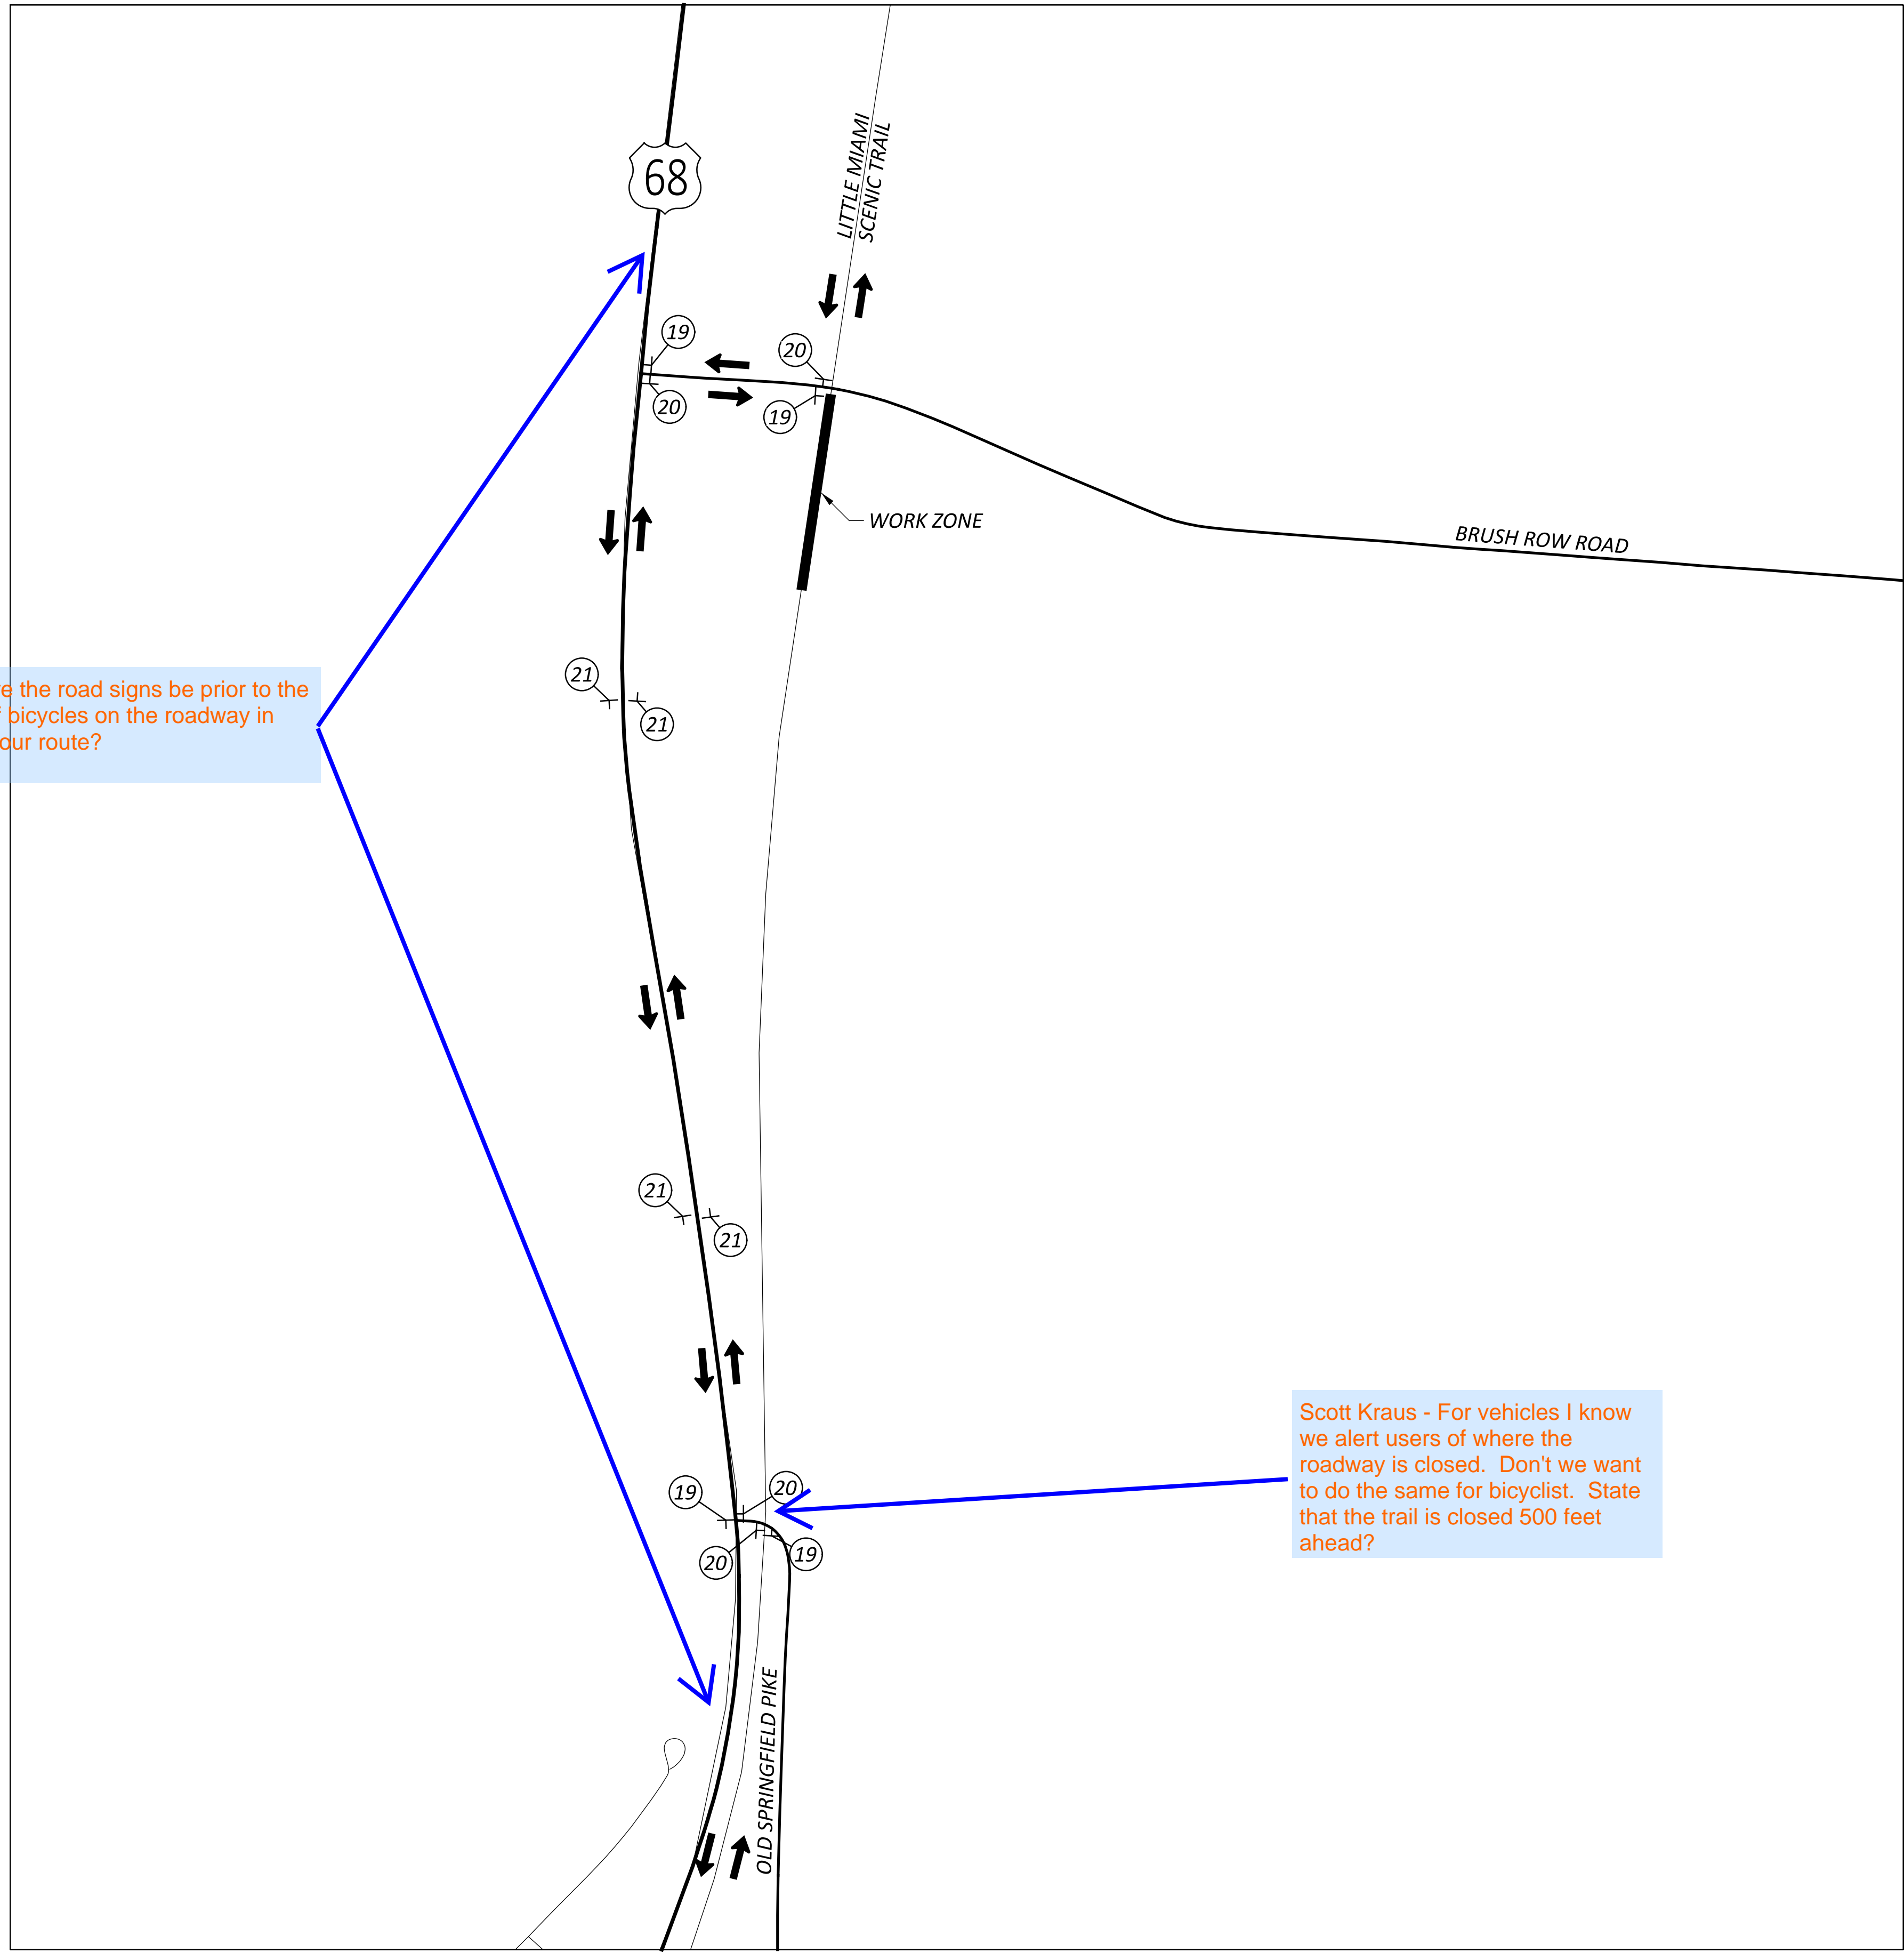 68
LITTLE MIAMI
SCENIC TRAIL
19
20
20
19
WORK ZONE
BRUSH ROW ROAD
21
21
the road signs be prior to the
bicycles on the roadway in
our route?
21
21
Scott Kraus - For vehicles I know
we alert users of where the
roadway is closed.  Don't we want
to do the same for bicyclist.  State
that the trail is closed 500 feet
ahead?
19
20
20
19
OLD SPRINGFIELD PIKE